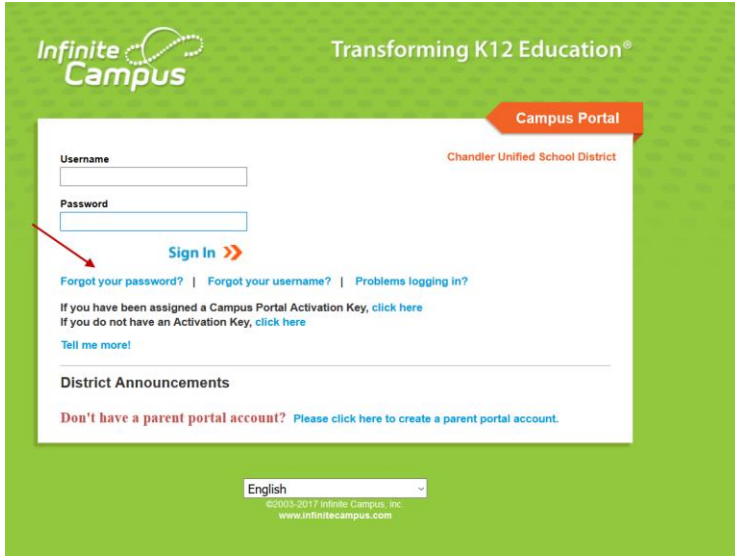 Infinite
Campus
Transforming K12 Education®
Campus Portal
Chandler Unified School District
Username
Password
Sign In
Forgot your password? | Forgot your username? | Problems logging in?
If you have been assigned a Campus Portal Activation Key, click here
If you do not have an Activation Key, click here
Tell me more!
District Announcements
Don't have a parent portal account? Please click here to create a parent portal account.
English
©2003-2017 Infinite Campus, Inc.
www.infinitecampus.com